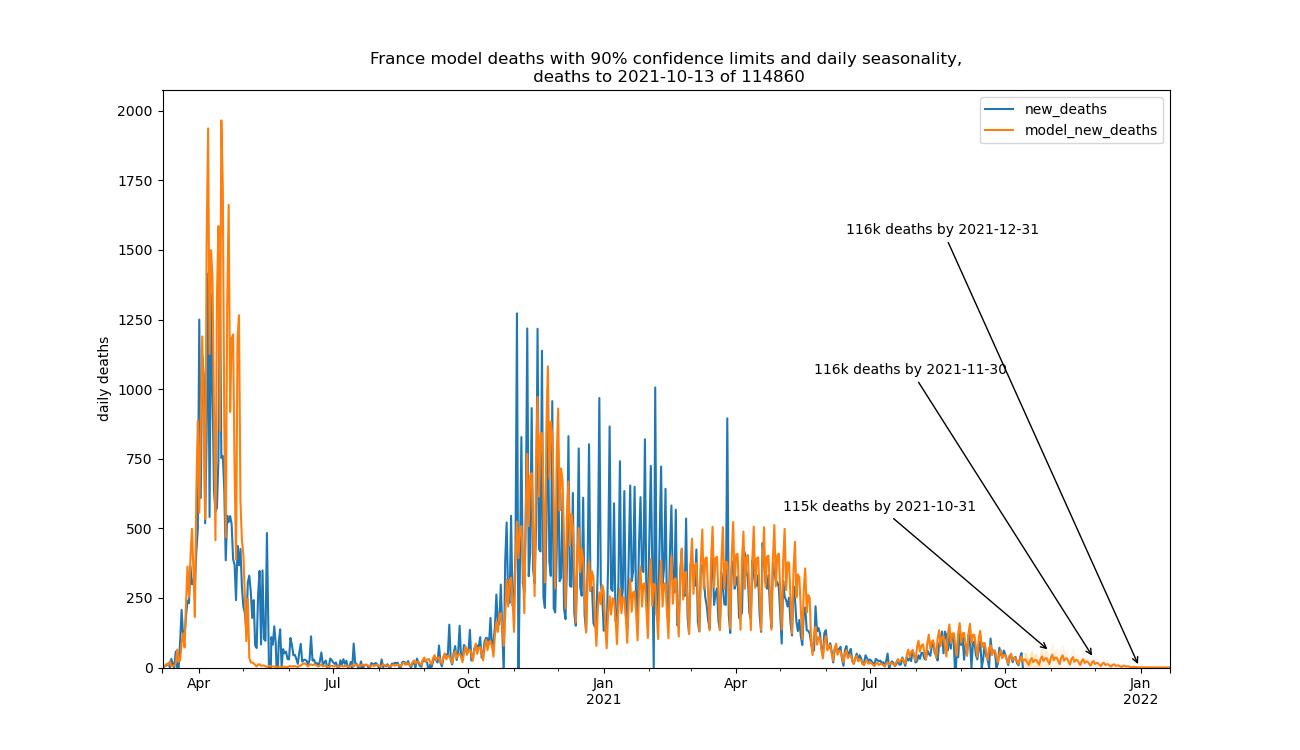 France model deaths with 90% confidence limits and daily seasonality,
deaths to 2021-10-13 of 114860
new_deaths
model_new_deaths
daily deaths
2000
1750
1500
1250
1000
750
500
250
0
116k deaths by 2021-12-31
116k deaths by 2021-11-30
115k deaths by 2021-10-31
Apr Jul Oct Jan Apr Jul Oct Jan
2021 2022